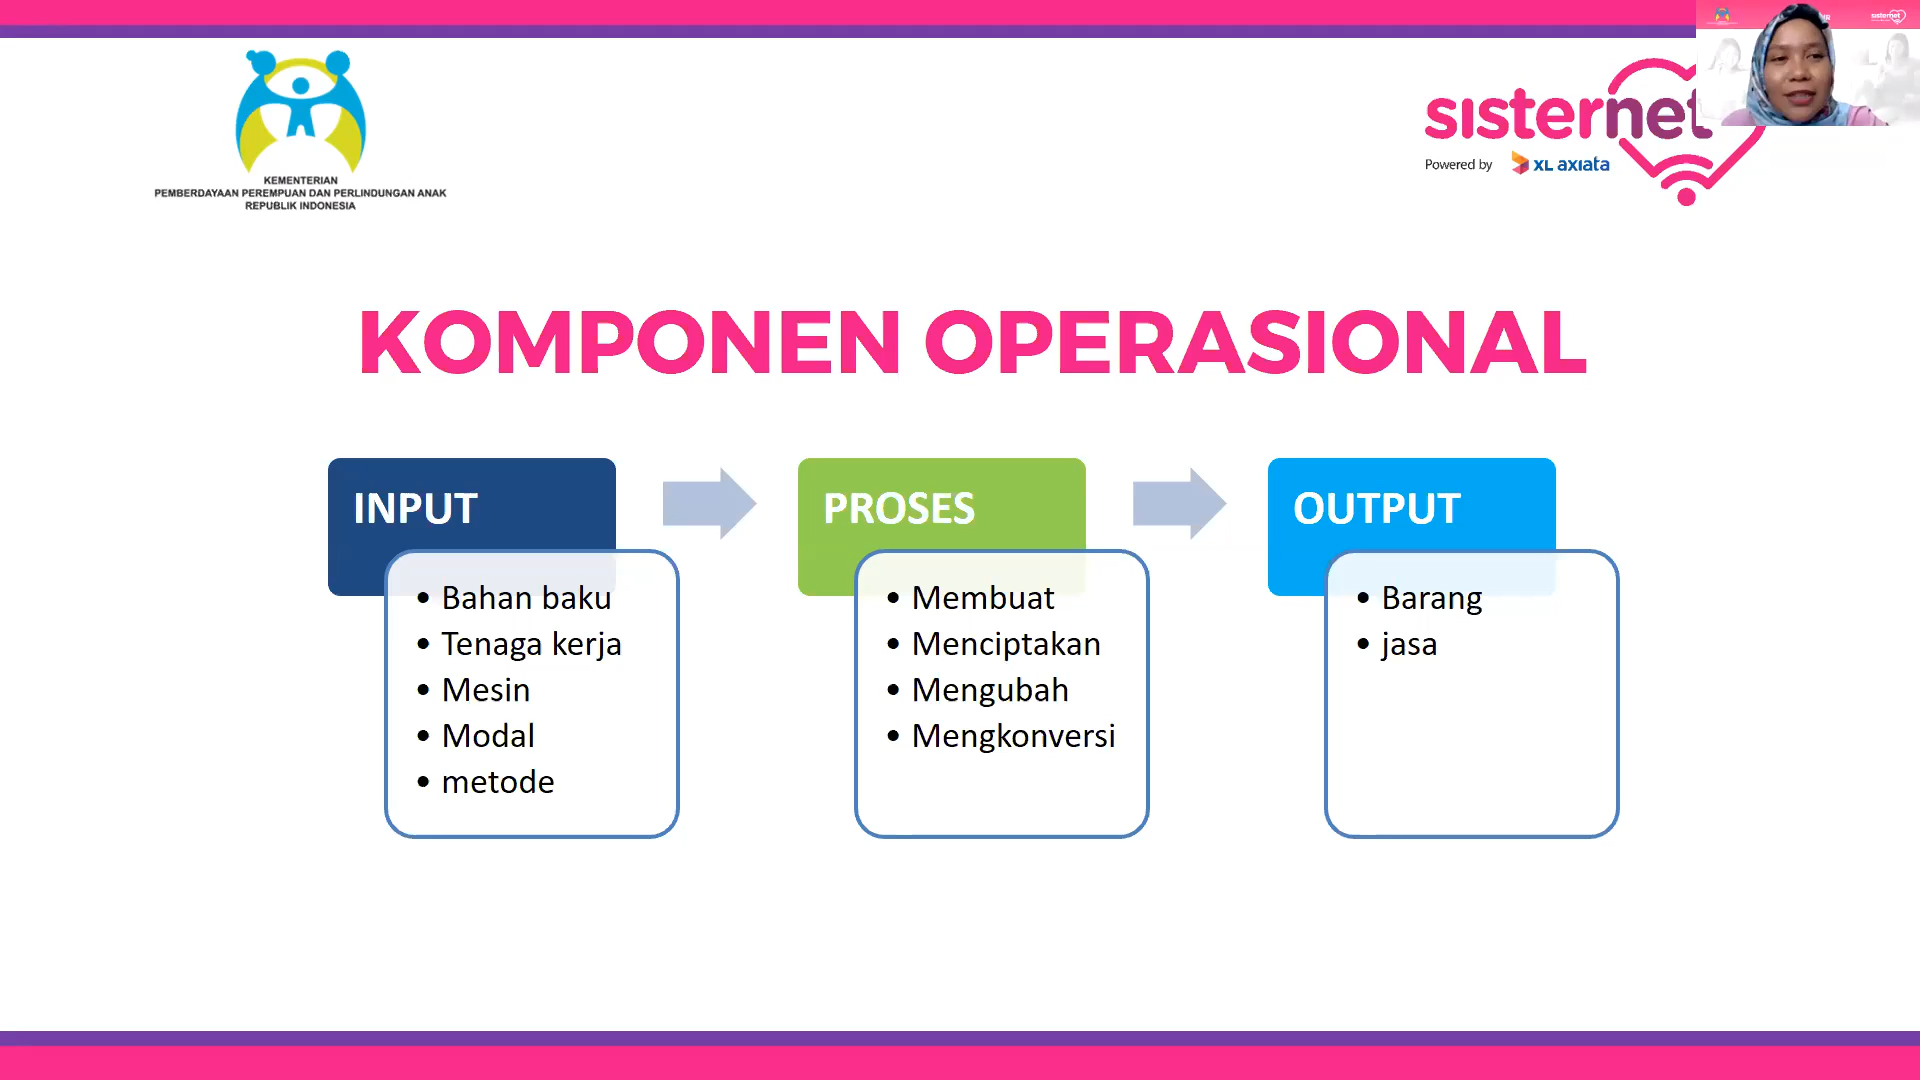 KEMENTERIAN
PEMBERDAYAAN PEREMPUAN DAN PERLINDUNGAN ANAK
REPUBLIK INDONESIA
sisternet
Powered by XL axiata
sisternet
KOMPONEN OPERASIONAL
INPUT
• Bahan baku
• Tenaga kerja
• Mesin
• Modal
• metode
PROSES
• Membuat
• Menciptakan
• Mengubah
• Mengkonversi
OUTPUT
• Barang
• jasa